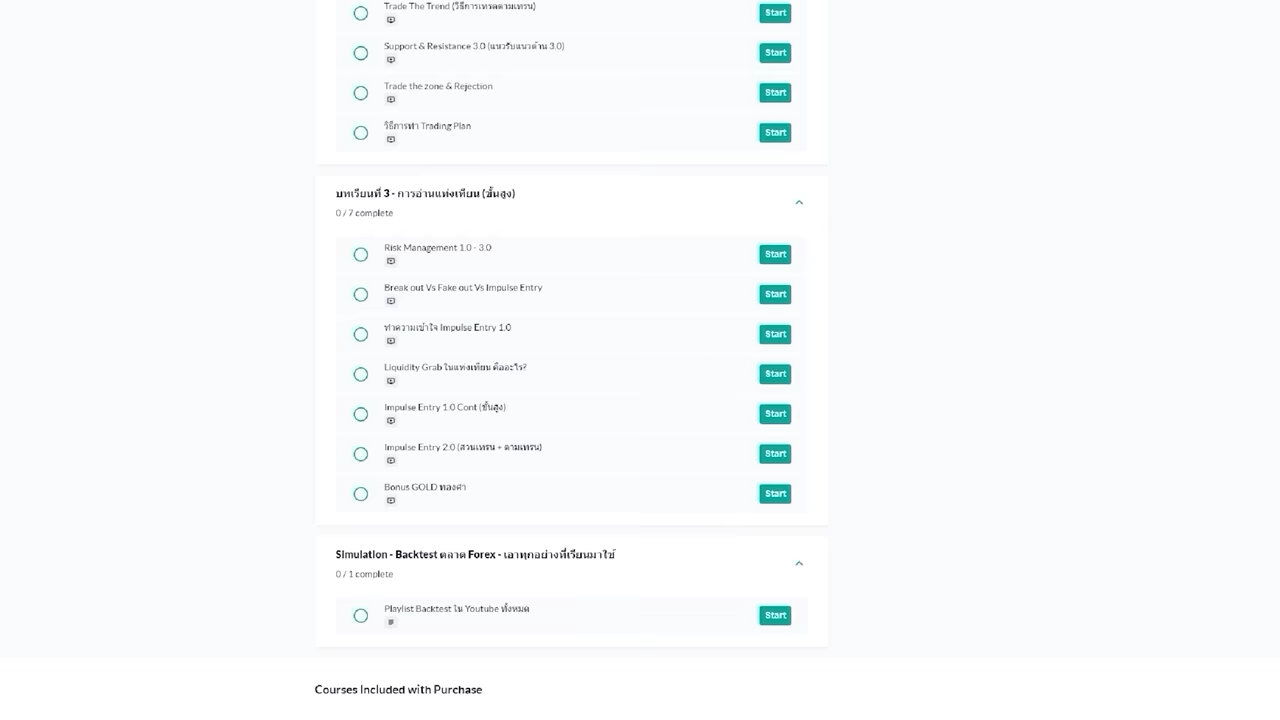 Trade The Trend (วิธีการเทรดตามเทรน)
Start
Support & Resistance 3.0 (แนวรับแนวต้าน 3.0)
Start
Trade the zone & Rejection
Start
วิธีการทำ Trading Plan
Start
บทเรียนที่ 3 - การอ่านแท่งเทียน (ขั้นสูง)
0 / 7 complete
Risk Management 1.0 - 3.0
Start
Break out Vs Fake out Vs Impulse Entry
Start
ทำความเข้าใจ Impulse Entry 1.0
Start
Liquidity Grab ในแท่งเทียน คืออะไร?
Start
Impulse Entry 1.0 Cont (ขั้นสูง)
Start
Impulse Entry 2.0 (สวนเทรน + ตามเทรน)
Start
Bonus GOLD ทองคำ
Start
Simulation - Backtest ตลาด Forex - เอาทุกอย่างที่เรียนมาใช้
0 / 1 complete
Playlist Backtest ใน Youtube ทั้งหมด
Start
Courses Included with Purchase